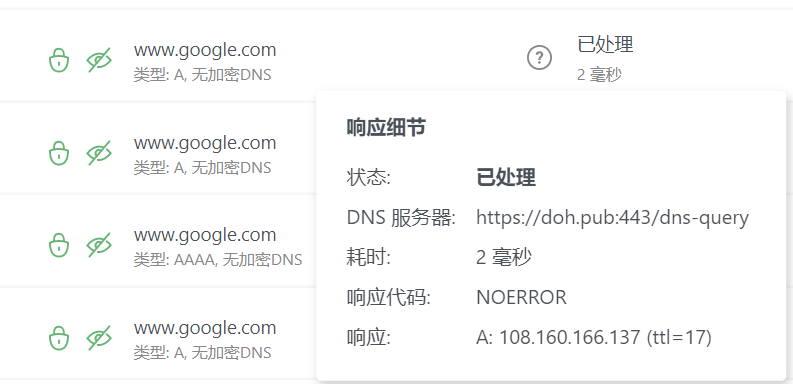 www.google.com
类型: A, 无加密DNS
已处理
2 毫秒
www.google.com
类型: A, 无加密DNS
www.google.com
类型: AAAA, 无加密DNS
www.google.com
类型: A, 无加密DNS
响应细节
状态: 已处理
DNS 服务器: https://doh.pub:443/dns-query
耗时: 2 毫秒
响应代码: NOERROR
响应: A: 108.160.166.137 (ttl=17)